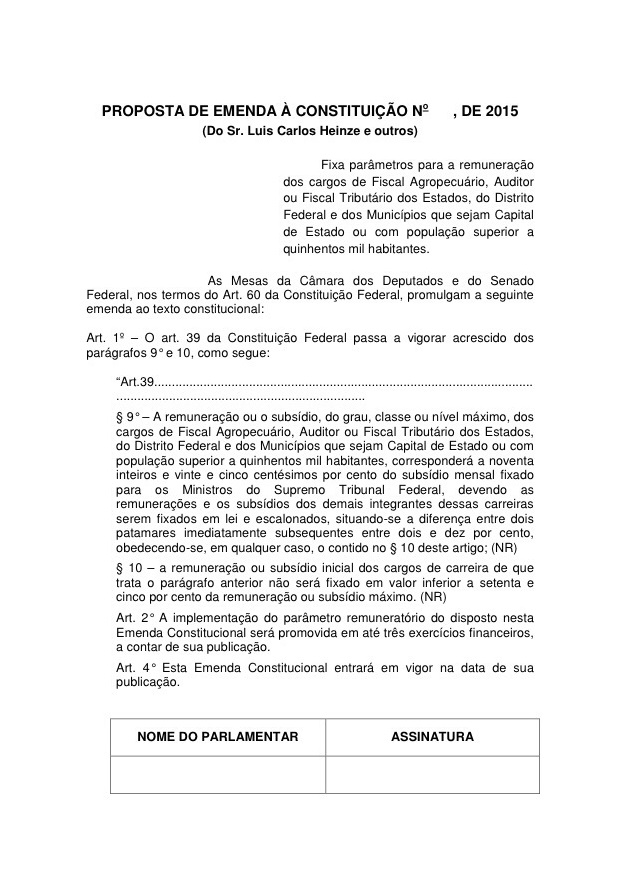 PROPOSTA DE EMENDA À CONSTITUIÇÃO Nº , DE 2015
(Do Sr. Luis Carlos Heinze e outros)
Fixa parâmetros para a remuneração
dos cargos de Fiscal Agropecuário, Auditor
ou Fiscal Tributário dos Estados, do Distrito
Federal e dos Municípios que sejam Capital
de Estado ou com população superior a
quinhentos mil habitantes.
As Mesas da Câmara dos Deputados e do Senado
Federal, nos termos do Art. 60 da Constituição Federal, promulgam a seguinte
emenda ao texto constitucional:
Art. 1º – O art. 39 da Constituição Federal passa a vigorar acrescido dos
parágrafos 9° e 10, como segue:
“Art.39............................................................................................................
.......................................................................
§ 9° – A remuneração ou o subsídio, do grau, classe ou nível máximo, dos
cargos de Fiscal Agropecuário, Auditor ou Fiscal Tributário dos Estados,
do Distrito Federal e dos Municípios que sejam Capital de Estado ou com
população superior a quinhentos mil habitantes, corresponderá a noventa
inteiros e vinte e cinco centésimos por cento do subsídio mensal fixado
para os Ministros do Supremo Tribunal Federal, devendo as
remunerações e os subsídios dos demais integrantes dessas carreiras
serem fixados em lei e escalonados, situando-se a diferença entre dois
patamares imediatamente subsequentes entre dois e dez por cento,
obedecendo-se, em qualquer caso, o contido no § 10 deste artigo; (NR)
§ 10 – a remuneração ou subsídio inicial dos cargos de carreira de que
trata o parágrafo anterior não será fixado em valor inferior a setenta e
cinco por cento da remuneração ou subsídio máximo. (NR)
Art. 2° A implementação do parâmetro remuneratório do disposto nesta
Emenda Constitucional será promovida em até três exercícios financeiros,
a contar de sua publicação.
Art. 4° Esta Emenda Constitucional entrará em vigor na data de sua
publicação.
NOME DO PARLAMENTAR ASSINATURA